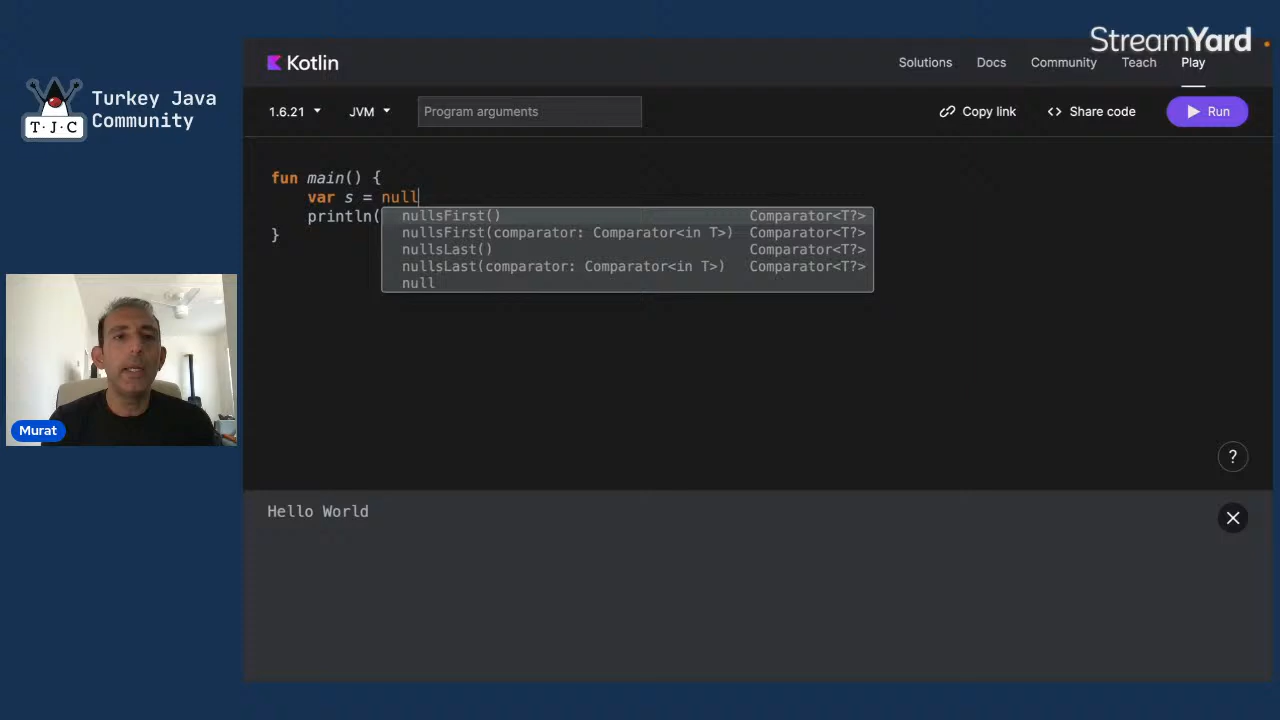 StreamYard
Kotlin
Solutions Docs Community Teach Play
Turkey Java
Community
T·J·C
1.6.21 JVM Program arguments Copy link Share code Run
fun main() {
var s = null
println(
}
nullsFirst() Comparator<T?>
nullsFirst(comparator: Comparator<in T>) Comparator<T?>
nullsLast() Comparator<T?>
nullsLast(comparator: Comparator<in T>) Comparator<T?>
null
Murat
?
Hello World